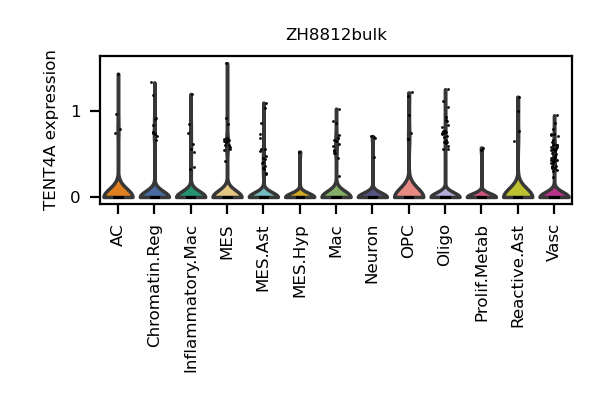 ZH8812bulk
TENT4A expression
1
0
AC
Chromatin.Reg
Inflammatory.Mac
MES
MES.Ast
MES.Hyp
Mac
Neuron
OPC
Oligo
Prolif.Metab
Reactive.Ast
Vasc